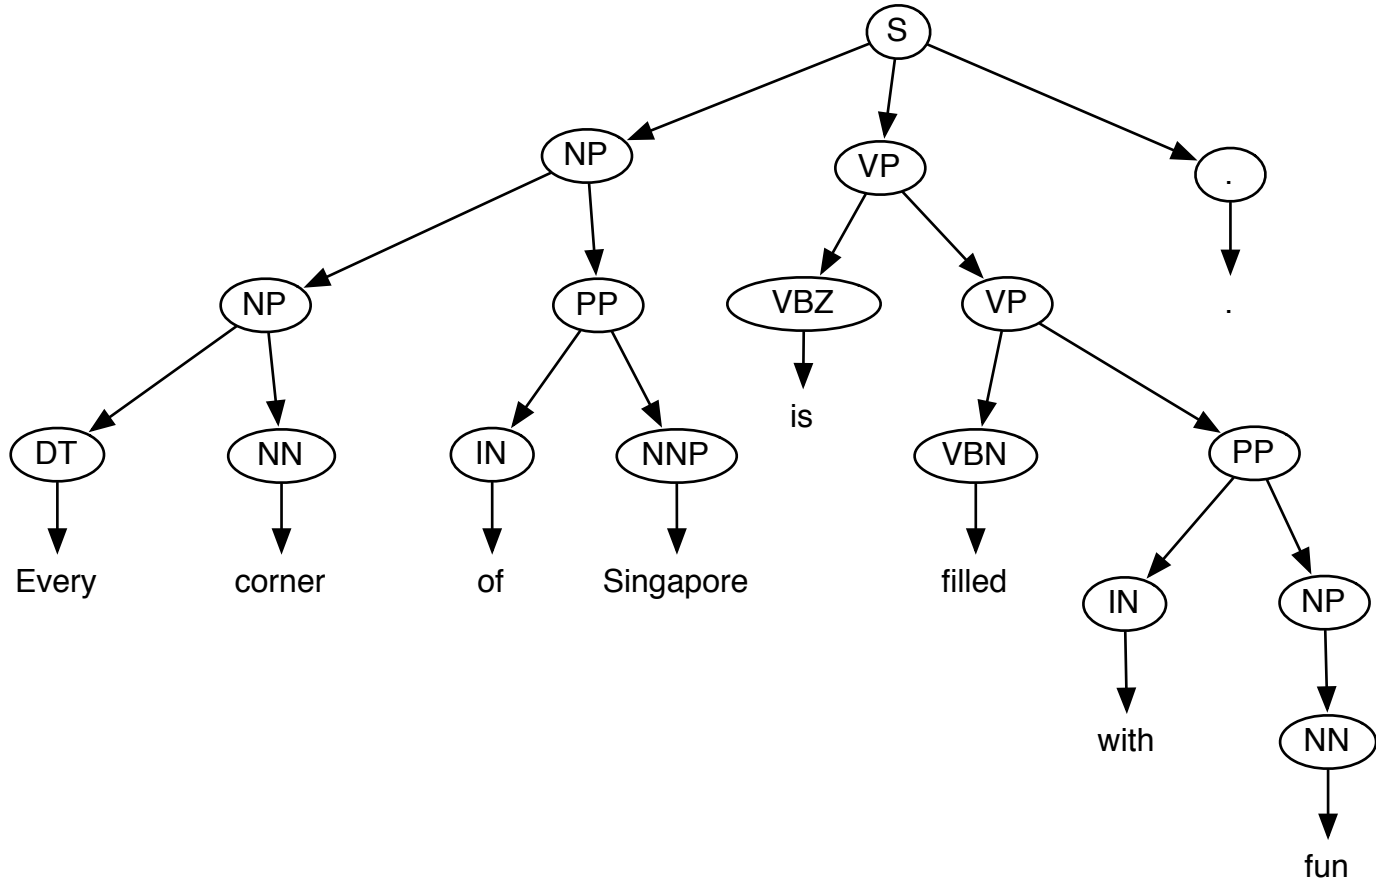 S
NP VP .
NP PP VBZ VP .
DT NN IN NNP is VBN PP
Every corner of Singapore filled IN NP
with NN
fun